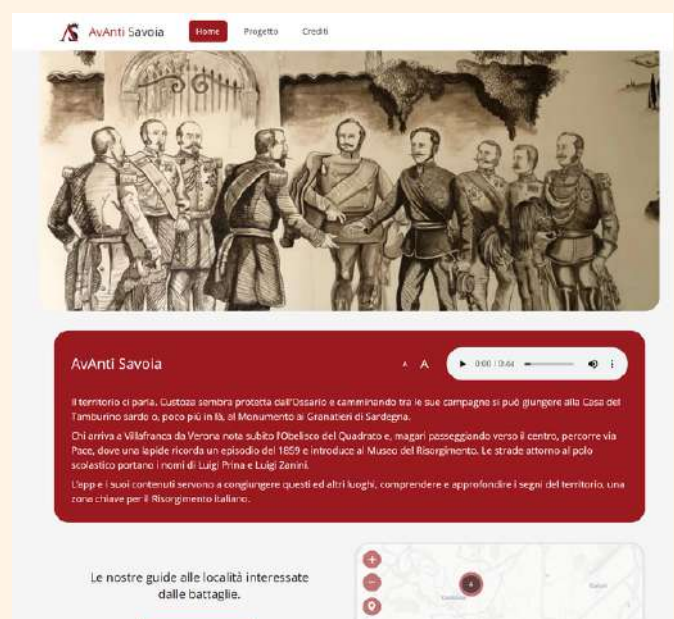 AvAnti Savoia
Home
Progetto
Crediti
AvAnti Savoia
A A
0:00 / 0:44
Il territorio ci parla. Custoza sembra protetta dall'Ossario e camminando tra le sue campagne si può giungere alla Casa del
Tamburino sardo o, poco più in là, al Monumento ai Granatieri di Sardegna.
Chi arriva a Villafranca da Verona nota subito l'Obelisco del Quadrato e, magari passeggiando verso il centro, percorre via
Pace, dove una lapide ricorda un episodio del 1859 e introduce al Museo del Risorgimento. Le strade attorno al polo
scolastico portano i nomi di Luigi Prina e Luigi Zanini.
L'app e i suoi contenuti servono a congiungere questi ed altri luoghi, comprendere e approfondire i segni del territorio, una
zona chiave per il Risorgimento Italiano.
Le nostre guide alle località interessate
dalle battaglie.